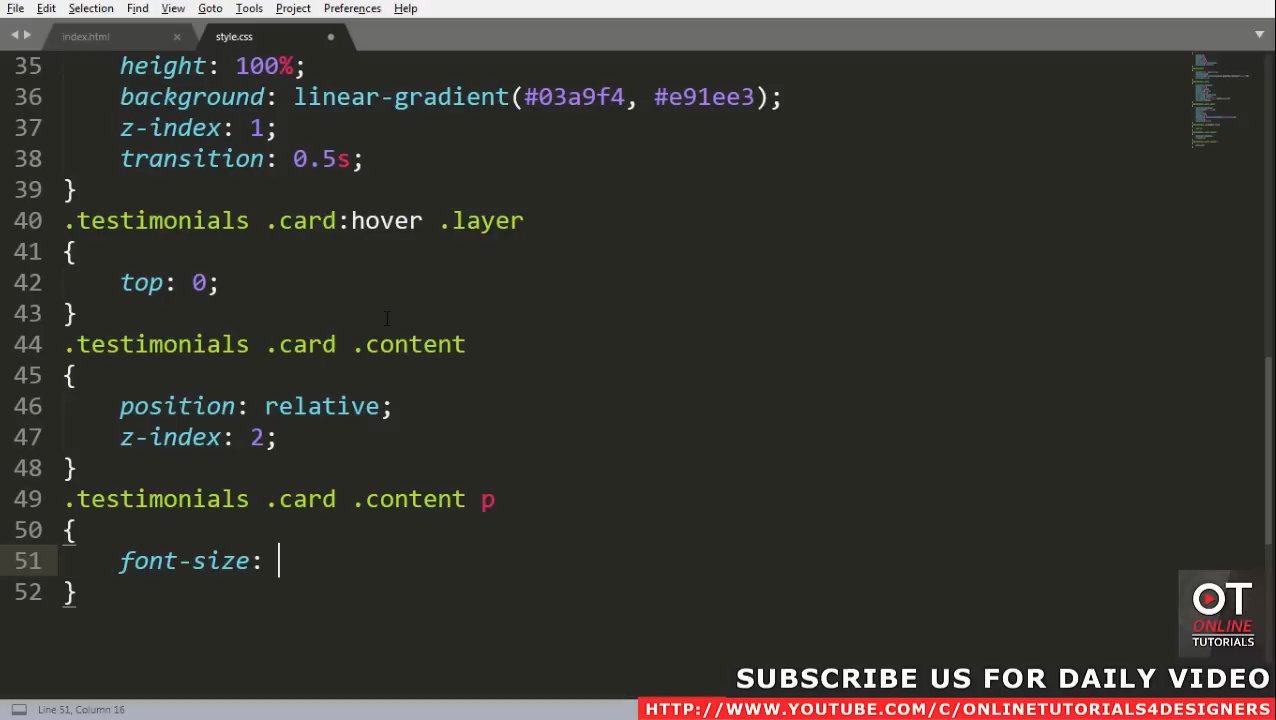 File Edit Selection Find View Goto Tools Project Preferences Help
index.html × style.css
35 height: 100%;
36 background: linear-gradient(#03a9f4, #e91ee3);
37 z-index: 1;
38 transition: 0.5s;
39 }
40 .testimonials .card:hover .layer
41 {
42 top: 0;
43 }
44 .testimonials .card .content
45 {
46 position: relative;
47 z-index: 2;
48 }
49 .testimonials .card .content p
50 {
51 font-size:
52 }
OT
ONLINE
TUTORIALS
SUBSCRIBE US FOR DAILY VIDEO
Line 51, Column 16
HTTP://WWW.YOUTUBE.COM/C/ONLINETUTORIALS4DESIGNERS